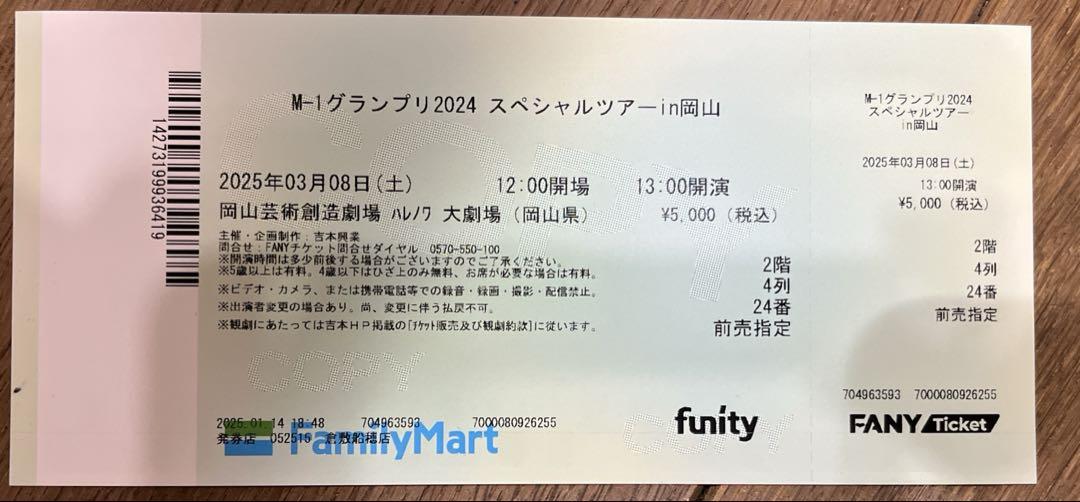 M-1グランプリ2024 スペシャルツアーin岡山
2025年03月08日(土) 12:00開場 13:00開演
岡山芸術創造劇場 ハレノワ 大劇場 (岡山県) ¥5,000 (税込)
主催・企画制作:吉本興業
問合せ:FANYチケット問合せダイヤル 0570-550-100
※開演時間は多少前後する場合がございますのでご了承ください。
※5歳以上は有料。4歳以下はひざ上のみ無料、お席が必要な場合は有料。
※ビデオ・カメラ、または携帯電話等での録音・録画・撮影・配信禁止。
※出演者変更の場合あり。尚、変更に伴う払戻不可。
※観劇にあたっては吉本HP掲載の[チケット販売及び観劇約款]に従います。
2階
4列
24番
前売指定
2025.01.14 18:48 704963593 7000080926255
発券店 052515 倉敷船穂店
FamilyMart
funity
COPY
COPY
COPY
14273199936419
M-1グランプリ2024
スペシャルツアー
in岡山
2025年03月08日(土)
13:00開演
¥5,000 (税込)
2階
4列
24番
前売指定
704963593 7000080926255
FANY Ticket